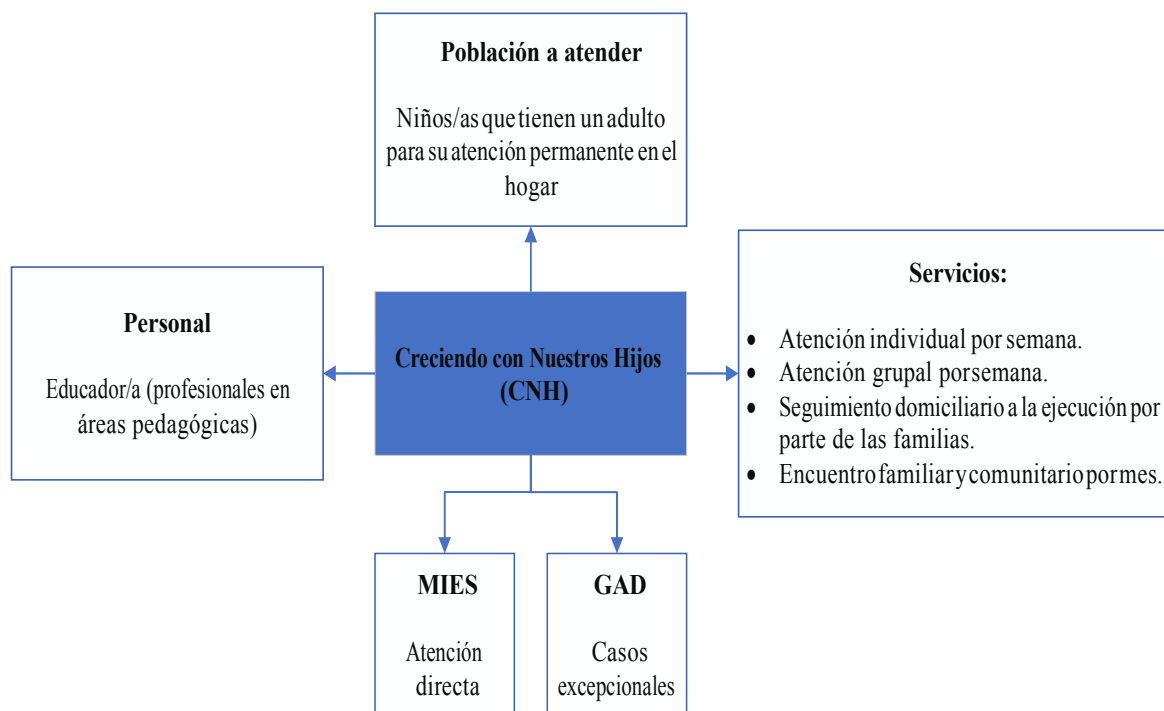 Población a atender
Niños/as que tienen un adulto
para su atención permanente en el
hogar
Personal
Educador/a (profesionales en
áreas pedagógicas)
Creciendo con Nuestros Hijos
(CNH)
Servicios:
• Atención individual por semana.
• Atención grupal por semana.
• Seguimiento domiciliario a la ejecución por
parte de las familias.
• Encuentro familiar y comunitario por mes.
MIES
Atención
directa
GAD
Casos
excepcionales